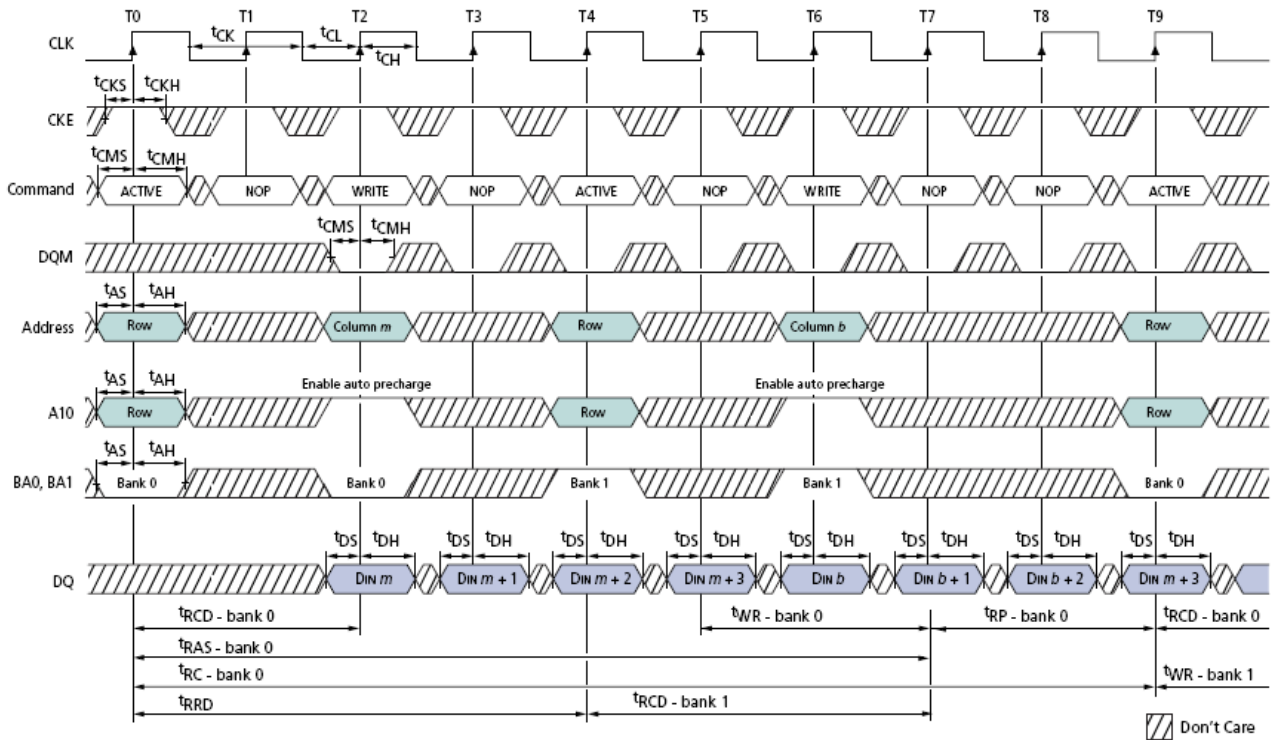 T0 T1 T2 T3 T4 T5 T6 T7 T8 T9
CLK tCK tCL tCH
tCKS tCKH
CKE
tCMS tCMH
Command ACTIVE NOP WRITE NOP ACTIVE NOP WRITE NOP NOP ACTIVE
tCMS tCMH
DQM
tAS tAH
Address Row Column m Row Column b Row
tAS tAH Enable auto precharge Enable auto precharge
A10 Row Row Row
tAS tAH
BA0, BA1 Bank 0 Bank 0 Bank 1 Bank 1 Bank 0
tDS tDH tDS tDH tDS tDH tDS tDH tDS tDH tDS tDH tDS tDH tDS tDH
DQ DIN m DIN m + 1 DIN m + 2 DIN m + 3 DIN b DIN b + 1 DIN b + 2 DIN m + 3
tRCD - bank 0 tWR - bank 0 tRP - bank 0 tRCD - bank 0
tRAS - bank 0
tRC - bank 0 tWR - bank 1
tRRD tRCD - bank 1
Don't Care